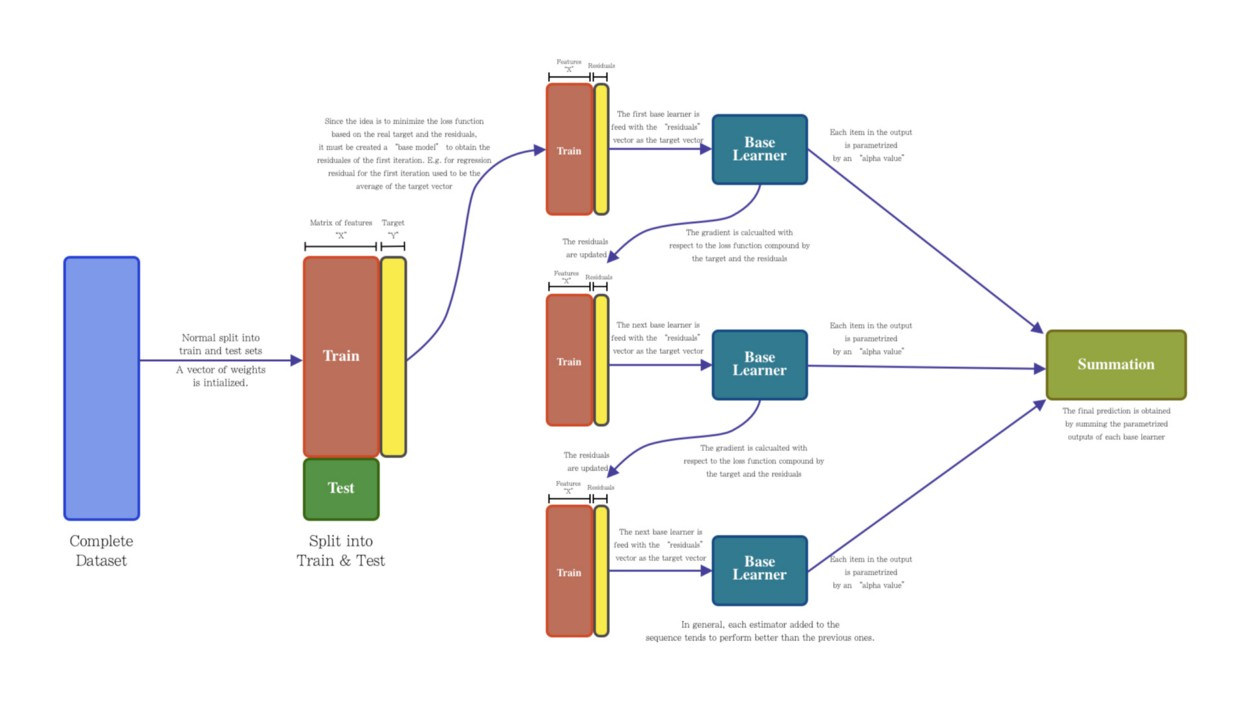 Complete
Dataset
Normal split into
train and test sets
A vector of weights
is intialized.
Matrix of features
"X"
Target
"Y"
Train
Test
Split into
Train & Test
Since the idea is to minimize the loss function
based on the real target and the residuals,
it must be created a "base model" to obtain the
residuales of the first iteration. E.g. for regression
residual for the first iteration used to be the
average of the target vector
Features
"X"
Residuals
Train
The first base learner is
feed with the "residuals"
vector as the target vector
Base
Learner
Each item in the output
is parametrized
by an "alpha value"
The gradient is calcualted with
respect to the loss function compound by
the target and the residuals
The residuals
are updated
Features
"X"
Residuals
Train
The next base learner is
feed with the "residuals"
vector as the target vector
Base
Learner
Each item in the output
is parametrized
by an "alpha value"
The gradient is calcualted with
respect to the loss function compound by
the target and the residuals
The residuals
are updated
Features
"X"
Residuals
Train
The next base learner is
feed with the "residuals"
vector as the target vector
Base
Learner
Each item in the output
is parametrized
by an "alpha value"
In general, each estimator added to the
sequence tends to perform better than the previous ones.
Summation
The final prediction is obtained
by summing the parametrized
outputs of each base learner